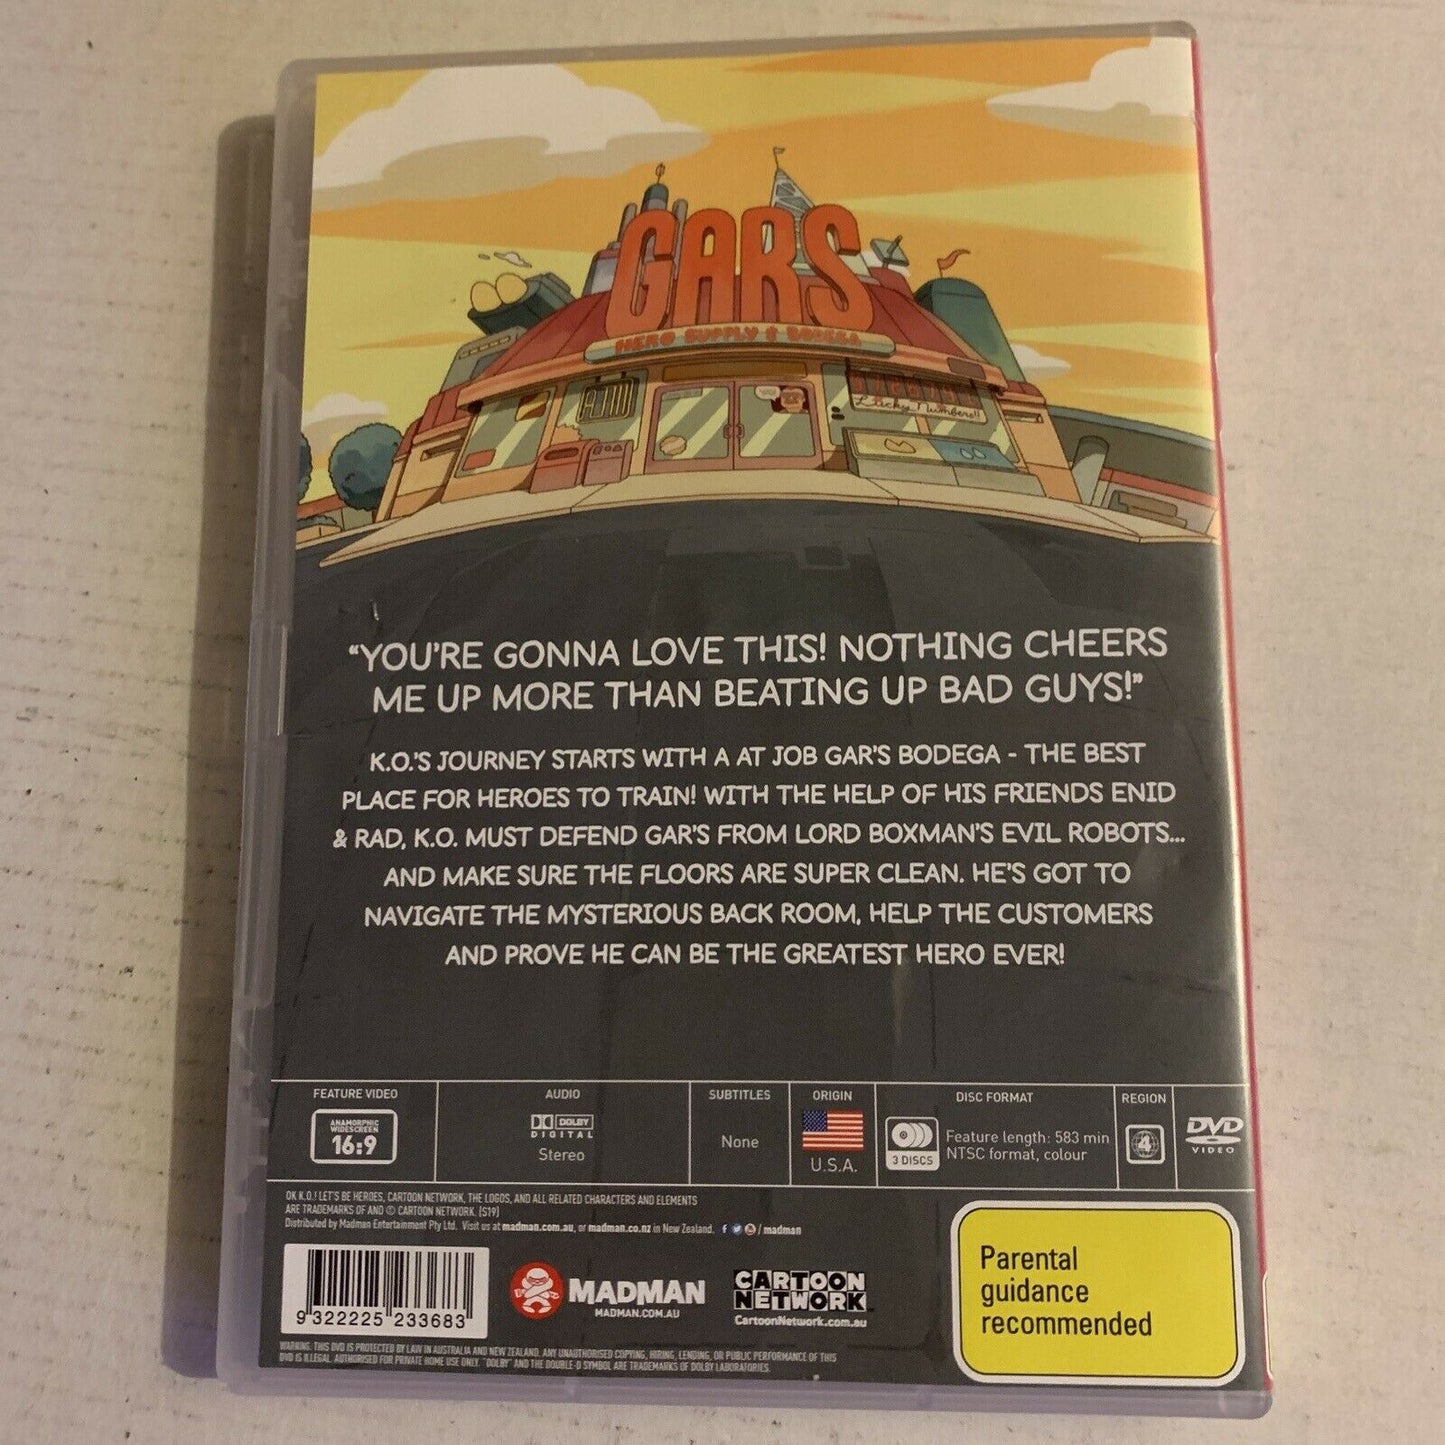 GARS
HERO SUPPLY & BODEGA
Lucky Numbers!!
"YOU'RE GONNA LOVE THIS! NOTHING CHEERS
ME UP MORE THAN BEATING UP BAD GUYS!"
K.O.'S JOURNEY STARTS WITH A AT JOB GAR'S BODEGA - THE BEST
PLACE FOR HEROES TO TRAIN! WITH THE HELP OF HIS FRIENDS ENID
& RAD, K.O. MUST DEFEND GAR'S FROM LORD BOXMAN'S EVIL ROBOTS...
AND MAKE SURE THE FLOORS ARE SUPER CLEAN. HE'S GOT TO
NAVIGATE THE MYSTERIOUS BACK ROOM, HELP THE CUSTOMERS
AND PROVE HE CAN BE THE GREATEST HERO EVER!
FEATURE VIDEO
ANAMORPHIC
WIDESCREEN
16:9
AUDIO
DOLBY
DIGITAL
Stereo
SUBTITLES
None
ORIGIN
U.S.A.
DISC FORMAT
3 DISCS
Feature length: 583 min
NTSC format, colour
REGION
4
DVD
VIDEO
OK K.O.! LET'S BE HEROES, CARTOON NETWORK, THE LOGOS, AND ALL RELATED CHARACTERS AND ELEMENTS
ARE TRADEMARKS OF AND © CARTOON NETWORK. (S19)
Distributed by Madman Entertainment Pty Ltd. Visit us at madman.com.au, or madman.co.nz in New Zealand. f / madman
9 322225 233683
MADMAN
MADMAN.COM.AU
CARTOON
NETWORK
CartoonNetwork.com.au
Parental
guidance
recommended
WARNING. THIS DVD IS PROTECTED BY LAW IN AUSTRALIA AND NEW ZEALAND. ANY UNAUTHORISED COPYING, HIRING, LENDING, OR PUBLIC PERFORMANCE OF THIS
DVD IS ILLEGAL. AUTHORISED FOR PRIVATE HOME USE ONLY. "DOLBY" AND THE DOUBLE-D SYMBOL ARE TRADEMARKS OF DOLBY LABORATORIES.